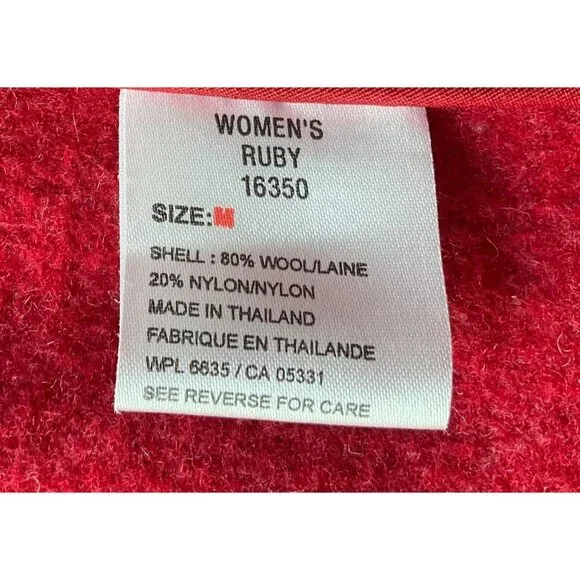 WOMEN'S
RUBY
16350
SIZE:M
SHELL : 80% WOOL/LAINE
20% NYLON/NYLON
MADE IN THAILAND
FABRIQUE EN THAILANDE
WPL 6635 / CA 05331
SEE REVERSE FOR CARE